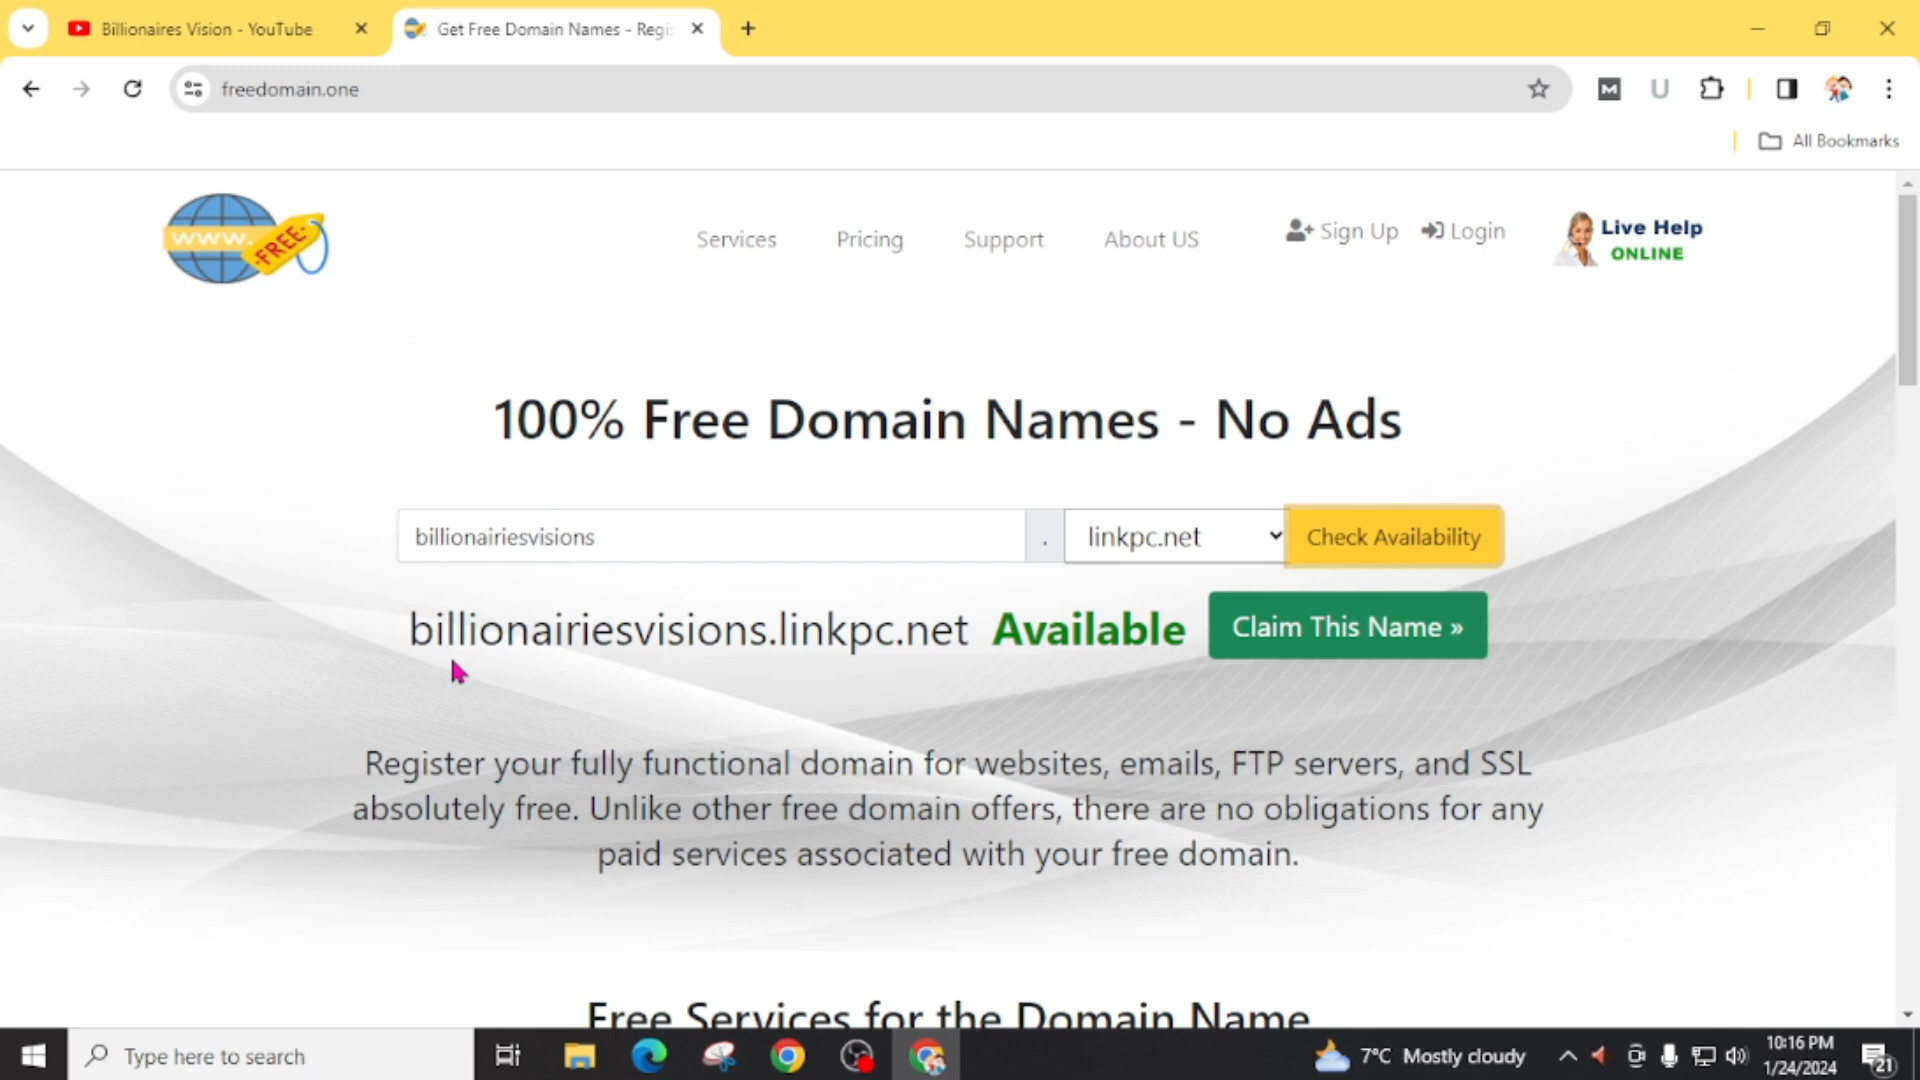 Billionaires Vision - YouTube
Get Free Domain Names - Regis
freedomain.one
All Bookmarks
www.
-FREE-
Services
Pricing
Support
About US
Sign Up
Login
Live Help
ONLINE
100% Free Domain Names - No Ads
billionairiesvisions
.
linkpc.net
Check Availability
billionairiesvisions.linkpc.net Available
Claim This Name »
Register your fully functional domain for websites, emails, FTP servers, and SSL
absolutely free. Unlike other free domain offers, there are no obligations for any
paid services associated with your free domain.
Free Services for the Domain Name
Type here to search
7°C Mostly cloudy
10:16 PM
1/24/2024
21